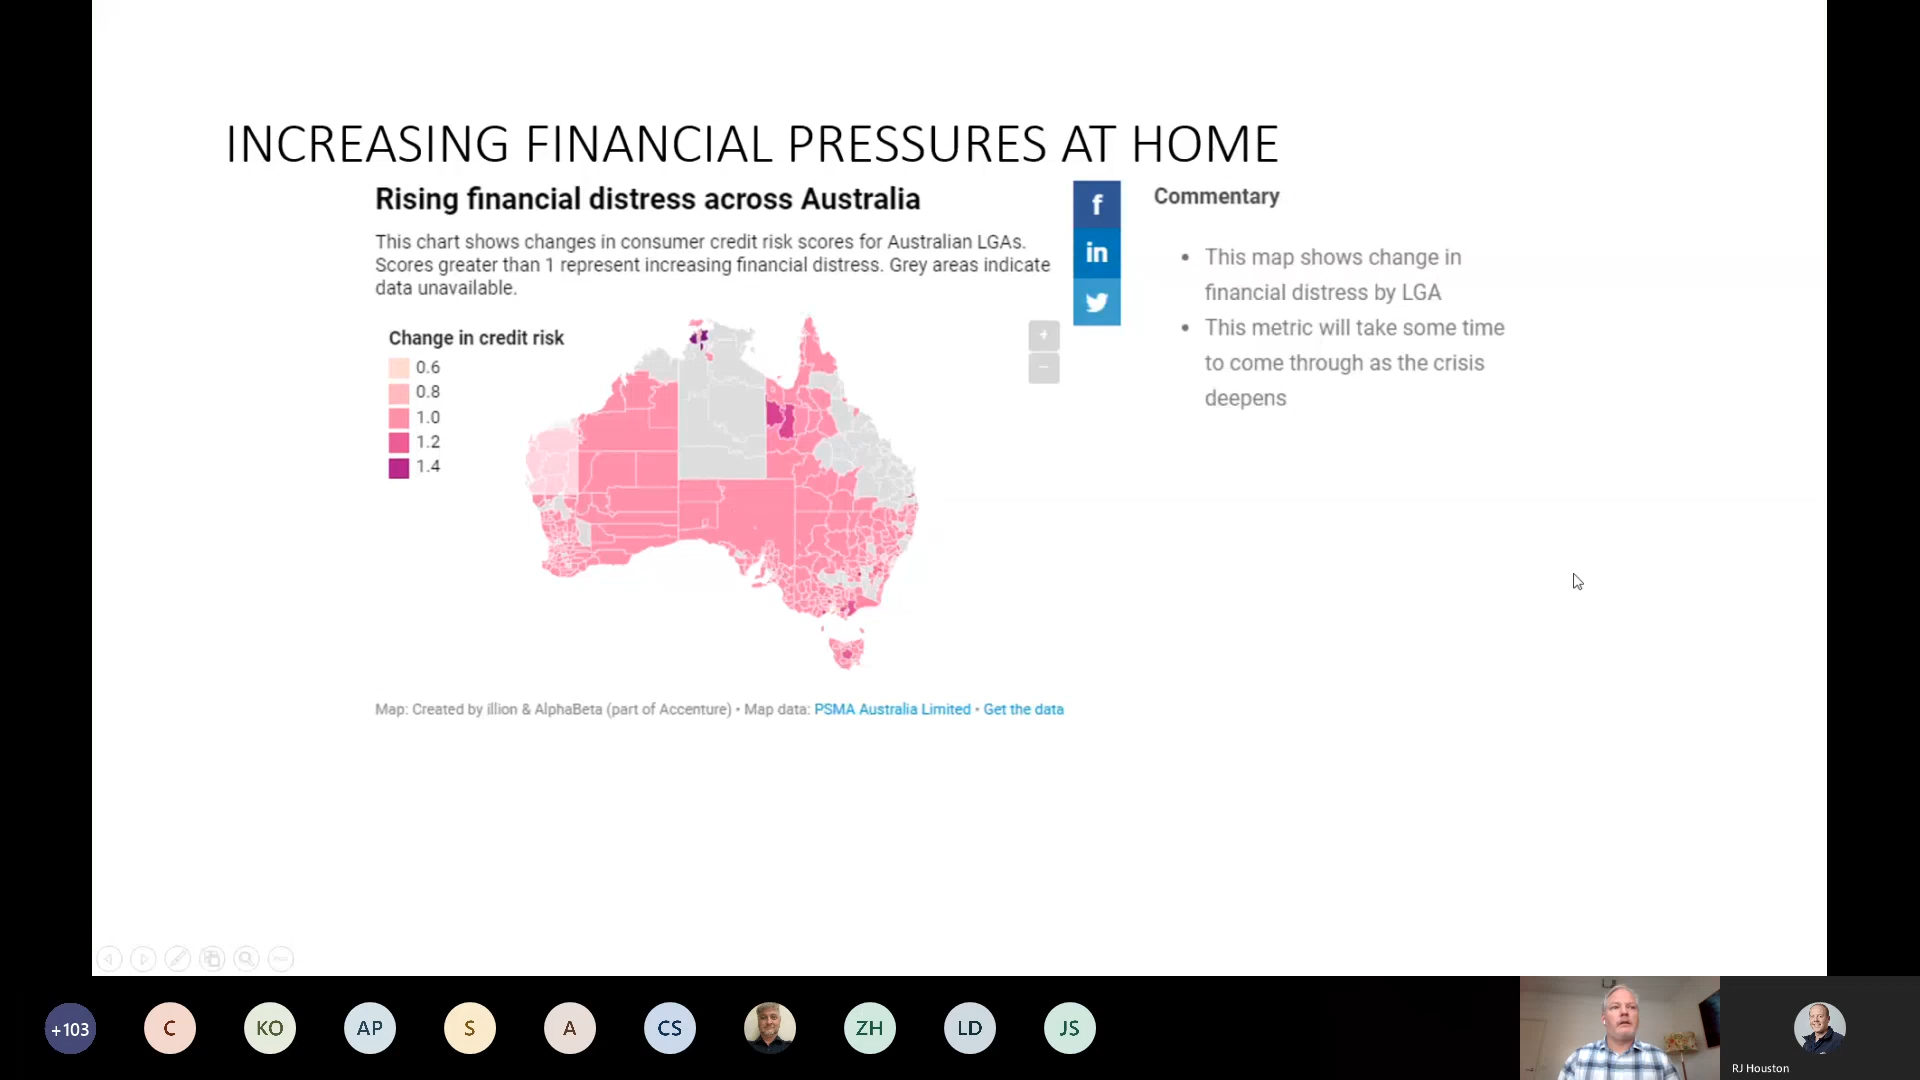 INCREASING FINANCIAL PRESSURES AT HOME
Rising financial distress across Australia
This chart shows changes in consumer credit risk scores for Australian LGAs.
Scores greater than 1 represent increasing financial distress. Grey areas indicate
data unavailable.
Change in credit risk
0.6
0.8
1.0
1.2
1.4
+
−
f
in
Commentary
• This map shows change in
financial distress by LGA
• This metric will take some time
to come through as the crisis
deepens
Map: Created by illion & AlphaBeta (part of Accenture) • Map data: PSMA Australia Limited • Get the data
+103
C
KO
AP
S
A
CS
ZH
LD
JS
RJ Houston